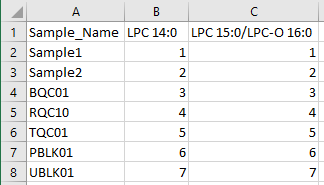 A B C
1 Sample_Name LPC 14:0 LPC 15:0/LPC-O 16:0
2 Sample1 1 1
3 Sample2 2 2
4 BQC01 3 3
5 RQC10 4 4
6 TQC01 5 5
7 PBLK01 6 6
8 UBLK01 7 7